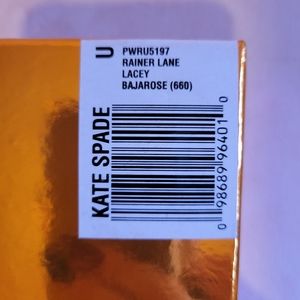 U
PWRU5197
RAINER LANE
LACEY
BAJAROSE (660)
KATE SPADE
0 98689 96401 0